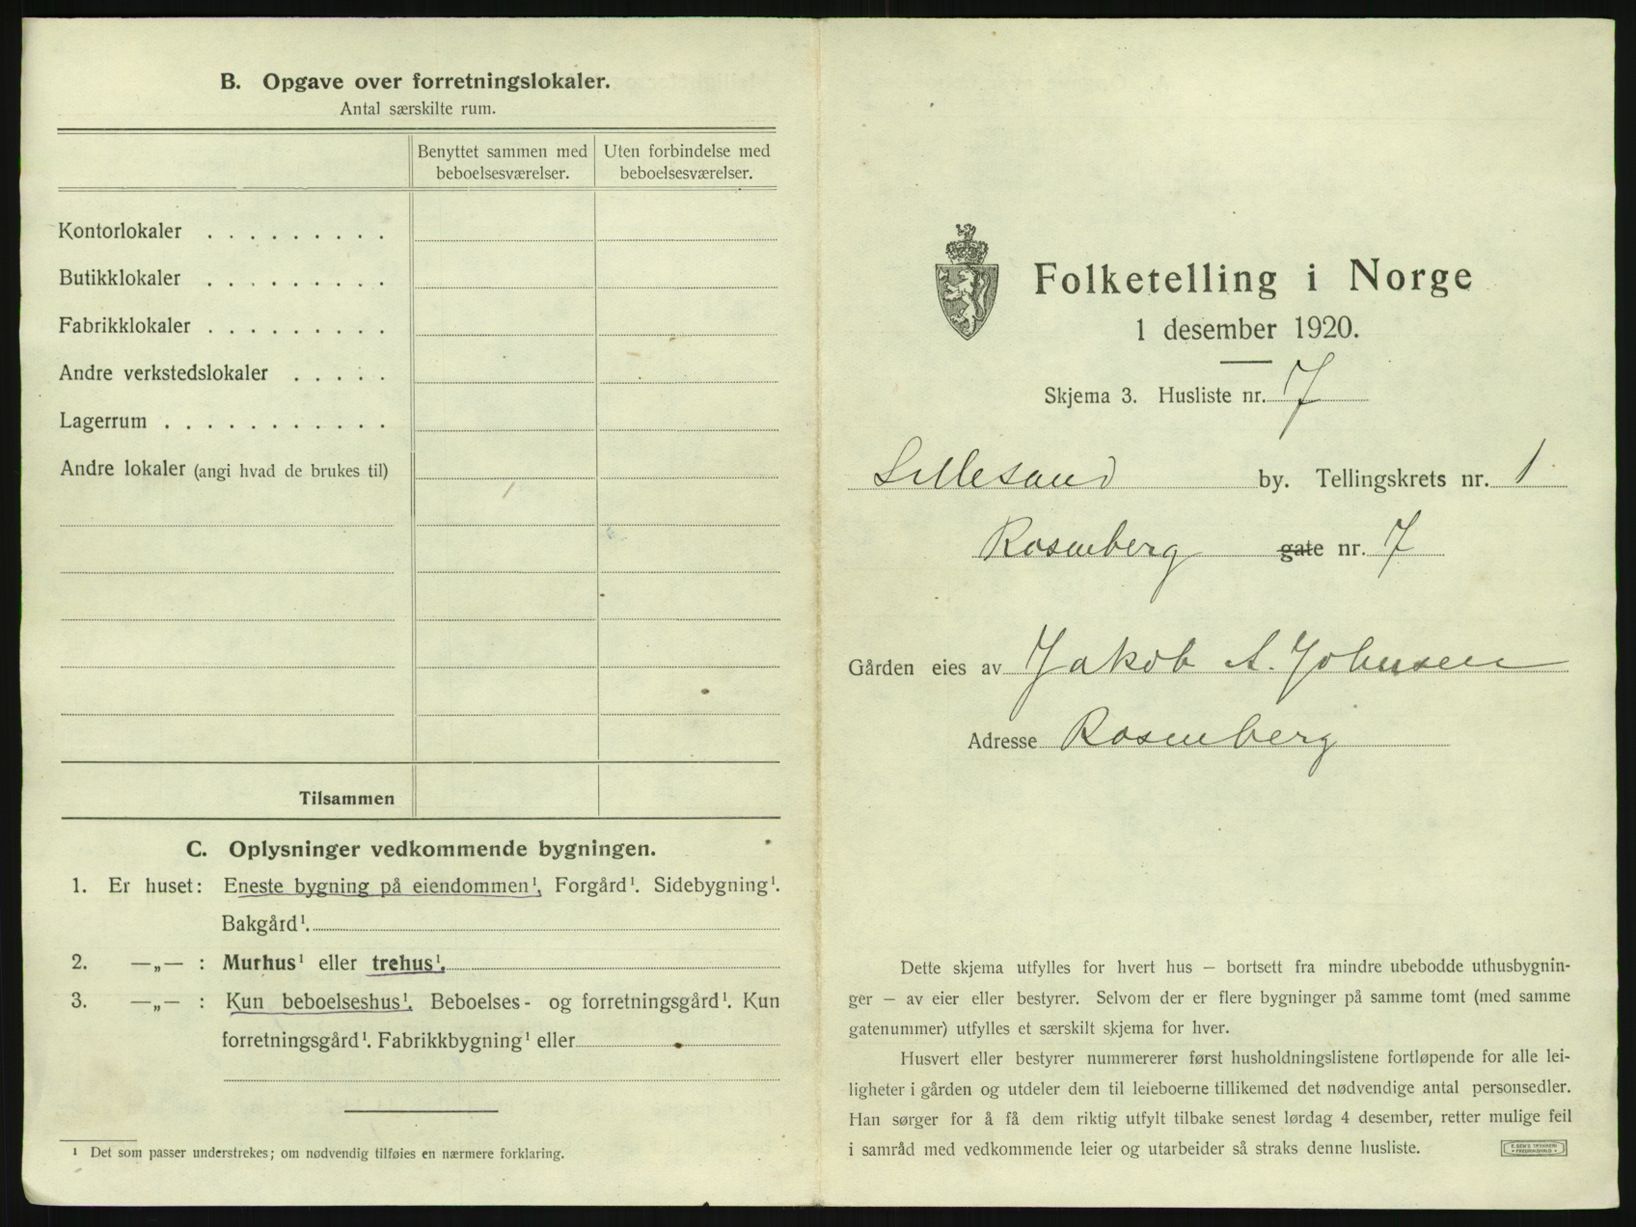 B. Opgave over forretningslokaler.
Antal særskilte rum.
Benyttet sammen med beboelsesværelser.
Uten forbindelse med beboelsesværelser.
Kontorlokaler . . . . . . . . .
Butikklokaler . . . . . . . . .
Fabrikklokaler . . . . . . . . .
Andre verkstedslokaler . . . . .
Lagerrum . . . . . . . . . . .
Andre lokaler (angi hvad de brukes til)
Tilsammen
C. Oplysninger vedkommende bygningen.
1. Er huset: Eneste bygning på eiendommen¹, Forgård¹. Sidebygning¹.
Bakgård¹.
2. —„— : Murhus¹ eller trehus¹.
3. —„— : Kun beboelseshus¹. Beboelses- og forretningsgård¹. Kun
forretningsgård¹. Fabrikkbygning¹ eller
¹ Det som passer understrekes; om nødvendig tilføies en nærmere forklaring.
Folketelling i Norge
1 desember 1920.
Skjema 3. Husliste nr. 7
Lillesand by. Tellingskrets nr. 1
Rosenberg gate nr. 7
Gården eies av Jakob A. Johnsen
Adresse Rosenberg
Dette skjema utfylles for hvert hus — bortsett fra mindre ubebodde uthusbygnin-
ger — av eier eller bestyrer. Selvom der er flere bygninger på samme tomt (med samme
gatenummer) utfylles et særskilt skjema for hver.
Husvert eller bestyrer nummererer først husholdningslistene fortløpende for alle lei-
ligheter i gården og utdeler dem til leieboerne tillikemed det nødvendige antal personsedler.
Han sørger for å få dem riktig utfylt tilbake senest lørdag 4 desember, retter mulige feil
i samråd med vedkommende leier og utarbeider så straks denne husliste.